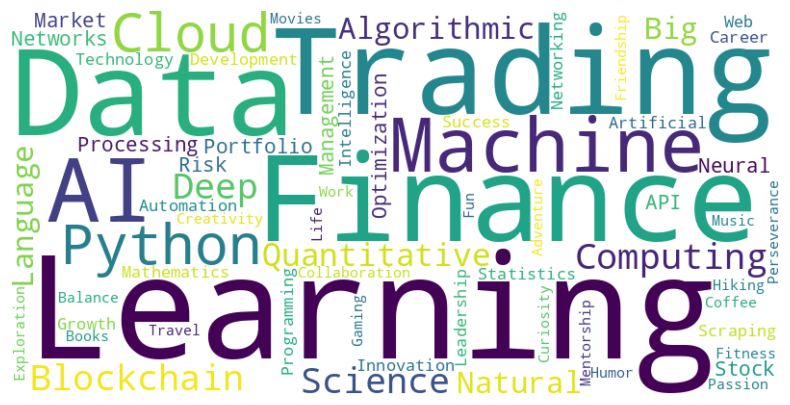 Market
Cloud
Movies
Trading
Algorithmic
Networking
Friendship
Big
Web
Career
Networks
Technology
Development
Data
Management
Intelligence
Optimization
Success
Artificial
Machine
Processing
Portfolio
Language
AI
Risk
Deep
Automation
Creativity
Work
Life
Finance
Fun
Adventure
Neural
API
Music
Perseverance
Python
Quantitative
Computing
Mathematics
Collaboration
Statistics
Learning
Exploration
Balance
Growth
Books
Travel
Programming
Gaming
Leadership
Curiosity
Mentorship
Hiking
Coffee
Scraping
Blockchain
Science
Innovation
Natural
Humor
Fitness
Stock
Passion